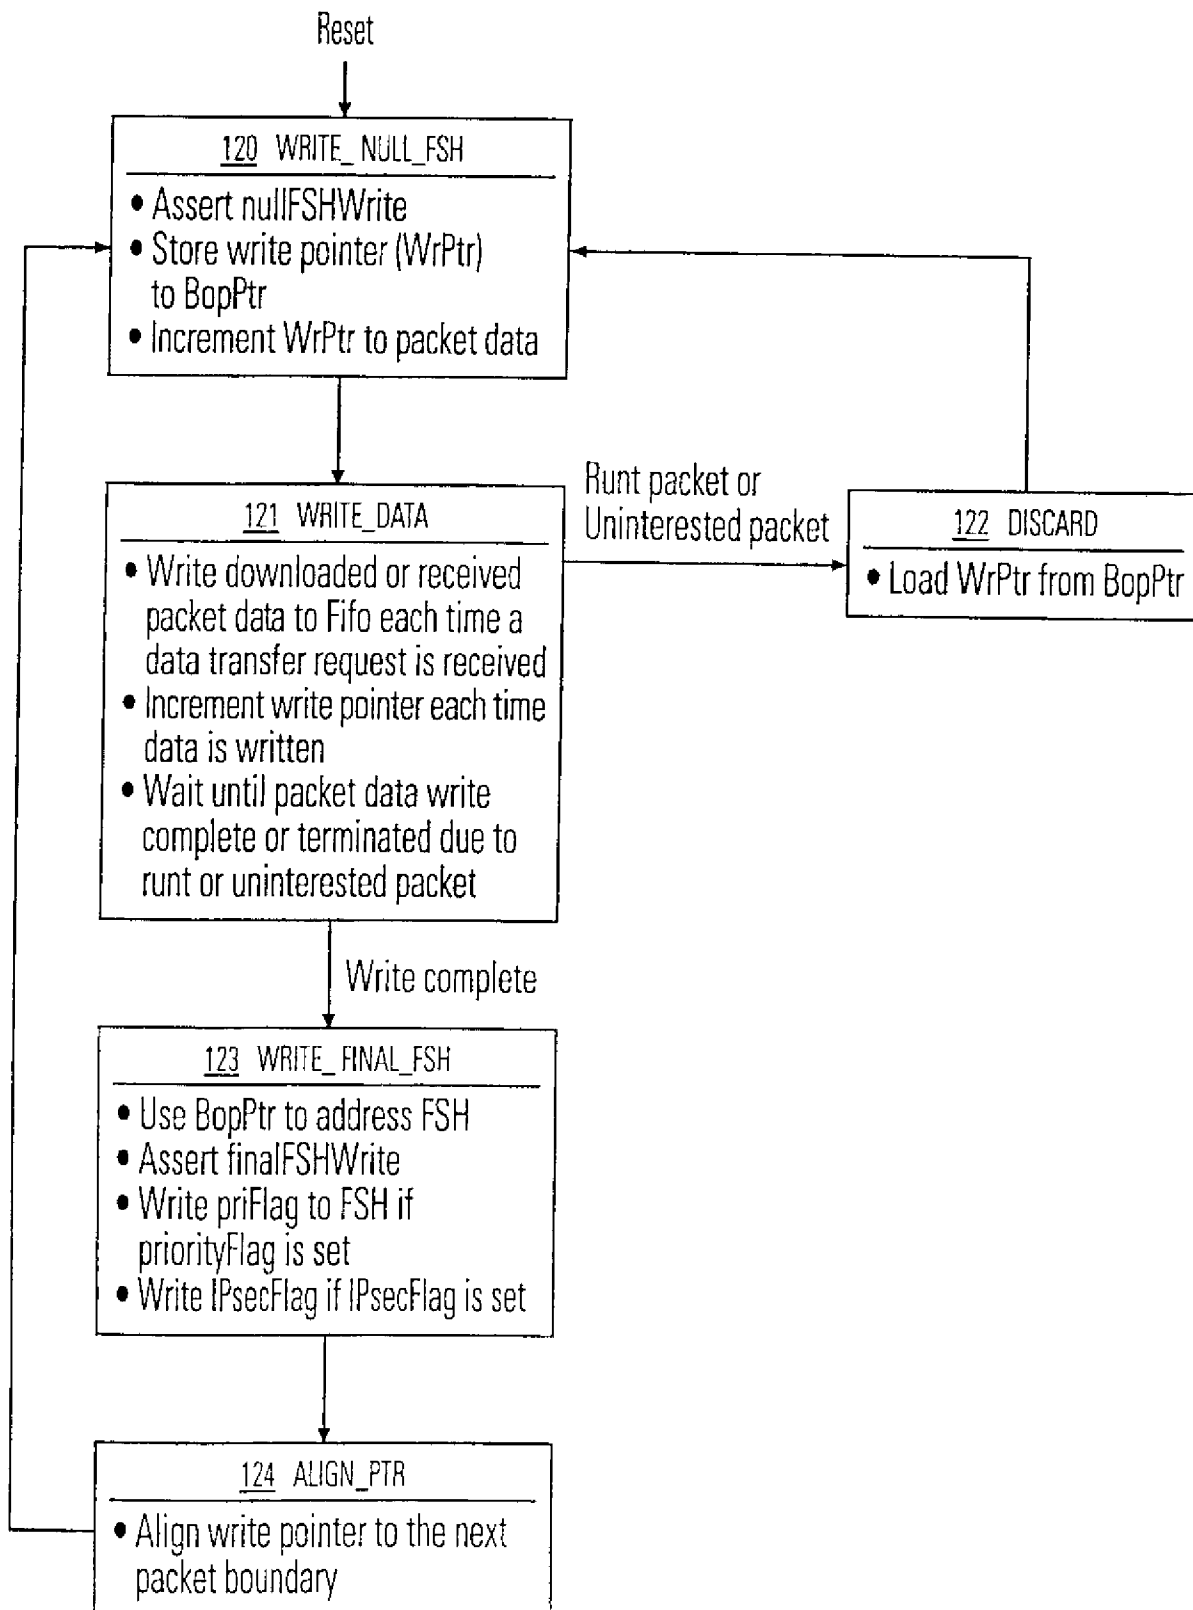 Reset
120 WRITE_NULL_FSH
• Assert nullFSHWrite
• Store write pointer (WrPtr)
to BopPtr
• Increment WrPtr to packet data
Runt packet or
Uninterested packet
121 WRITE_DATA
• Write downloaded or received
packet data to Fifo each time a
data transfer request is received
• Increment write pointer each time
data is written
• Wait until packet data write
complete or terminated due to
runt or uninterested packet
122 DISCARD
• Load WrPtr from BopPtr
Write complete
123 WRITE_FINAL_FSH
• Use BopPtr to address FSH
• Assert finalFSHWrite
• Write priFlag to FSH if
priorityFlag is set
• Write IPsecFlag if IPsecFlag is set
124 ALIGN_PTR
• Align write pointer to the next
packet boundary